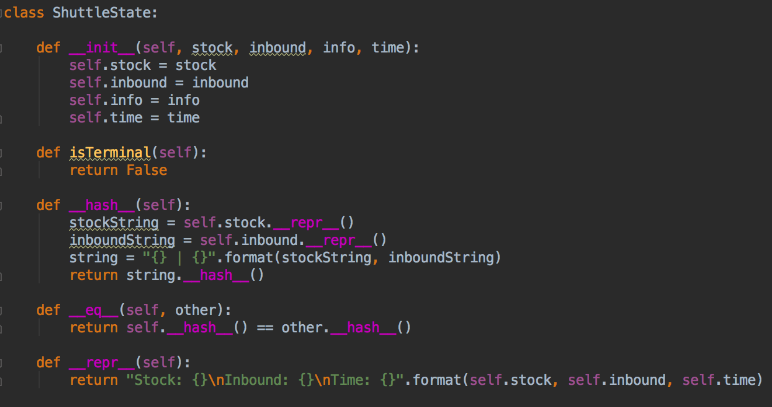 class ShuttleState:
def __init__(self, stock, inbound, info, time):
self.stock = stock
self.inbound = inbound
self.info = info
self.time = time
def isTerminal(self):
return False
def __hash__(self):
stockString = self.stock.__repr__()
inboundString = self.inbound.__repr__()
string = "{} | {}".format(stockString, inboundString)
return string.__hash__()
def __eq__(self, other):
return self.__hash__() == other.__hash__()
def __repr__(self):
return "Stock: {}\nInbound: {}\nTime: {}".format(self.stock, self.inbound, self.time)